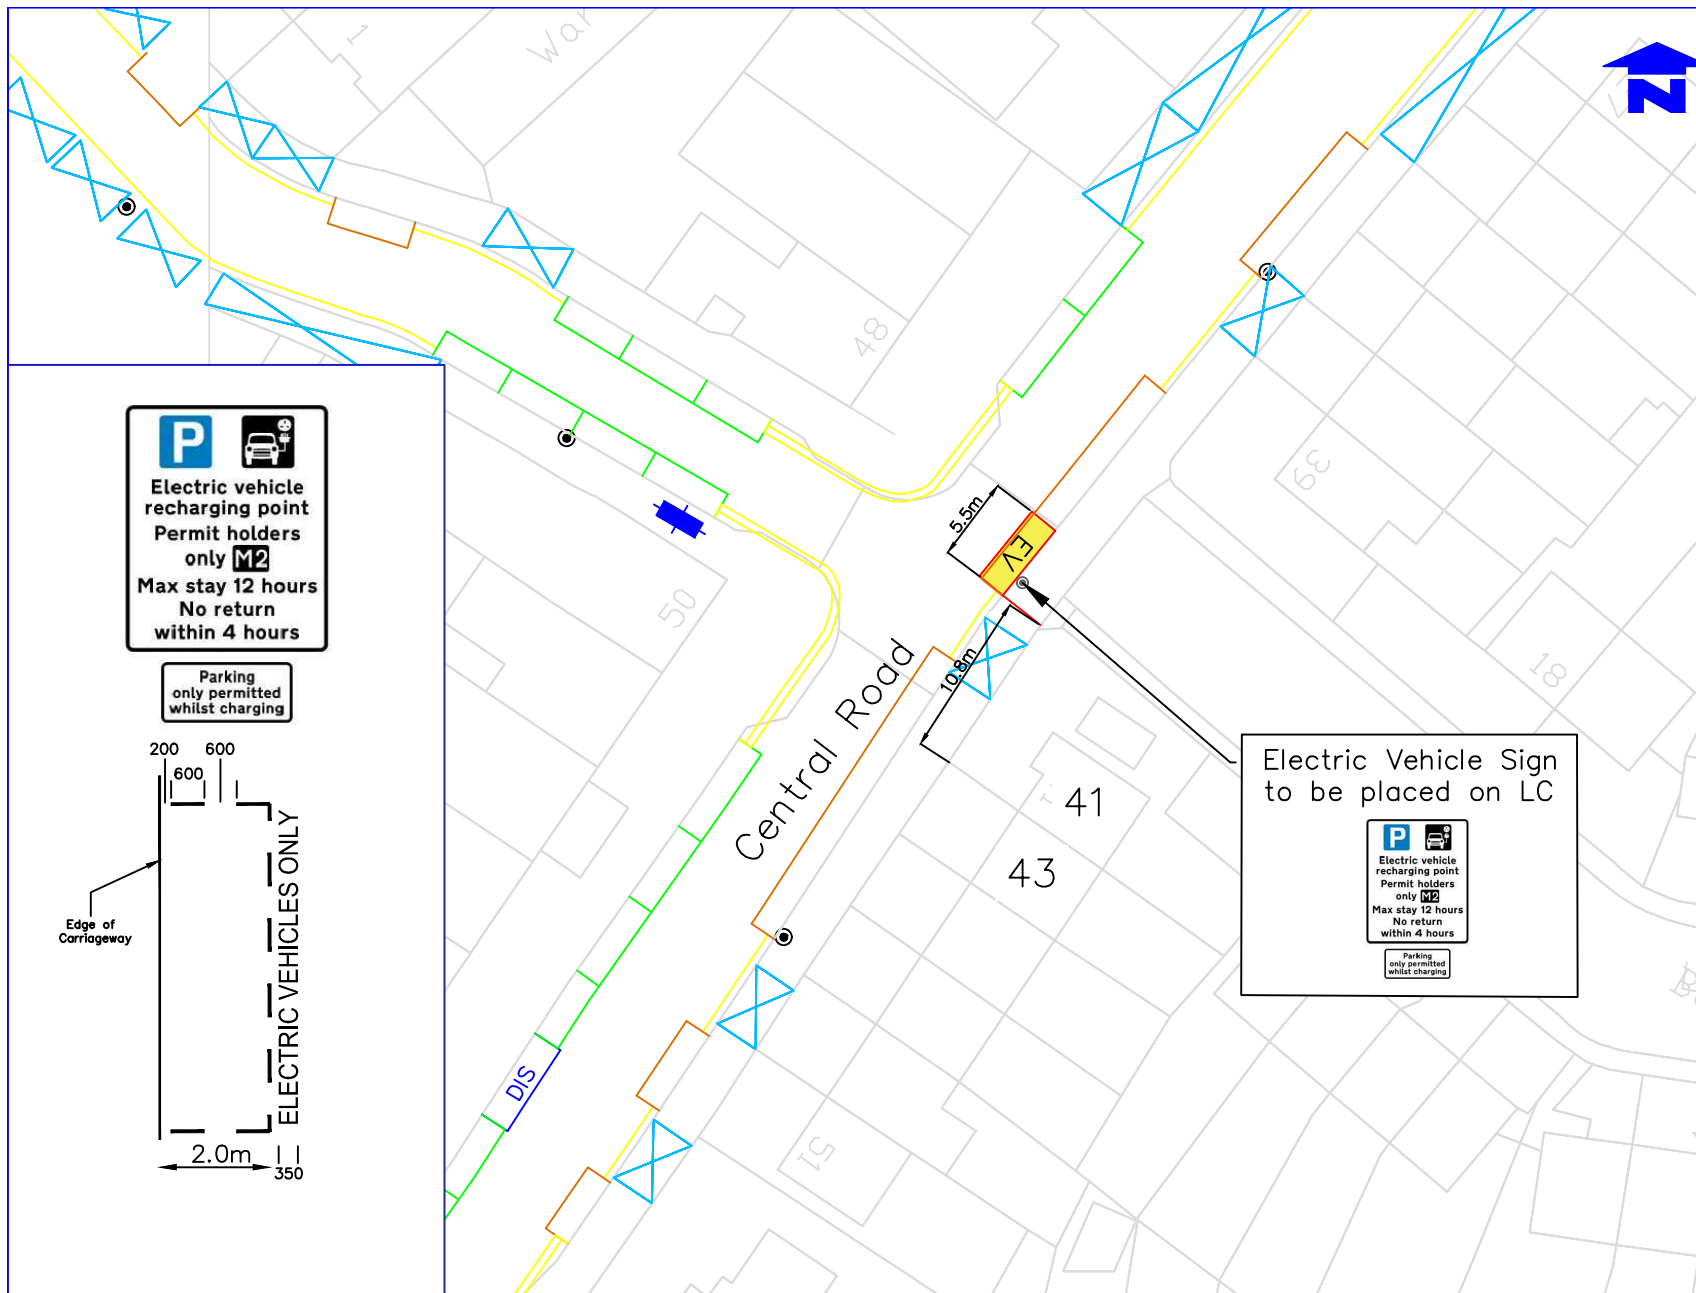 1
War
27
N
48
39
50
18
51
5.5m
EV
10.8m
Central Road
41
43
DIS
P
Electric vehicle
recharging point
Permit holders
only M2
Max stay 12 hours
No return
within 4 hours
Parking
only permitted
whilst charging
200 600
600
Edge of
Carriageway
ELECTRIC VEHICLES ONLY
2.0m
350
Electric Vehicle Sign
to be placed on LC
P
Electric vehicle
recharging point
Permit holders
only M2
Max stay 12 hours
No return
within 4 hours
Parking
only permitted
whilst charging